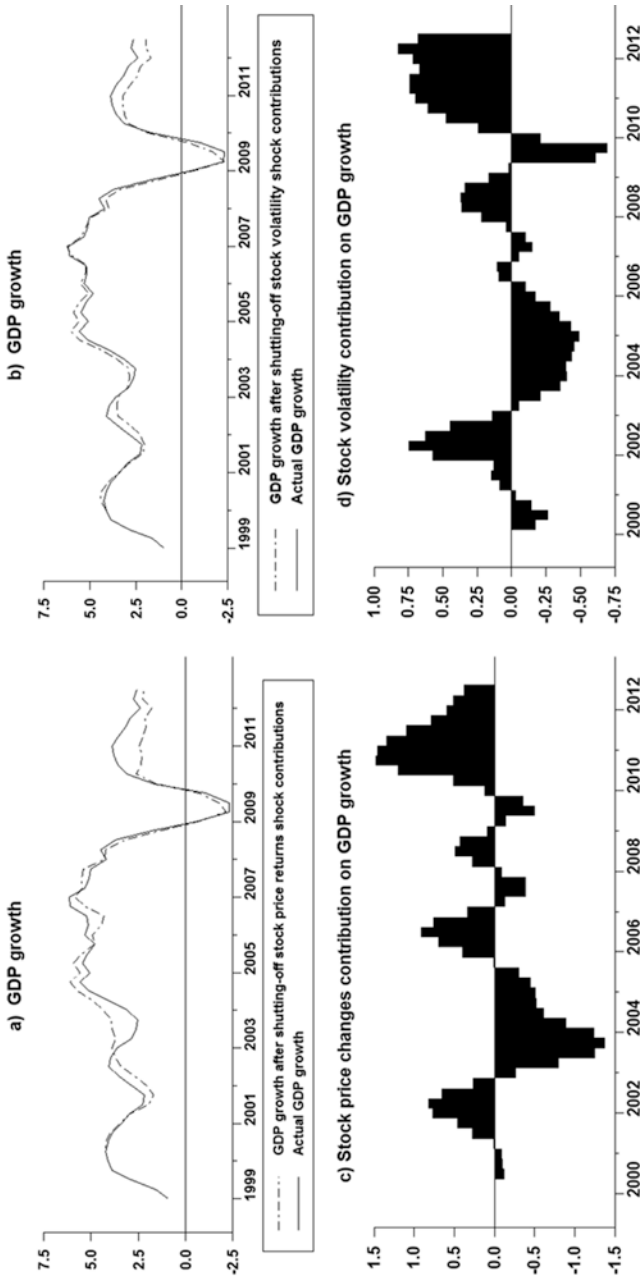 a) GDP growth
7.5
5.0
2.5
0.0
-2.5
1999 2001 2003 2005 2007 2009 2011
GDP growth after shutting-off stock price returns shock contributions
Actual GDP growth
b) GDP growth
7.5
5.0
2.5
0.0
-2.5
1999 2001 2003 2005 2007 2009 2011
GDP growth after shutting-off stock volatility shock contributions
Actual GDP growth
c) Stock price changes contribution on GDP growth
1.5
1.0
0.5
0.0
-0.5
-1.0
-1.5
2000 2002 2004 2006 2008 2010 2012
d) Stock volatility contribution on GDP growth
1.00
0.75
0.50
0.25
0.00
-0.25
-0.50
-0.75
2000 2002 2004 2006 2008 2010 2012